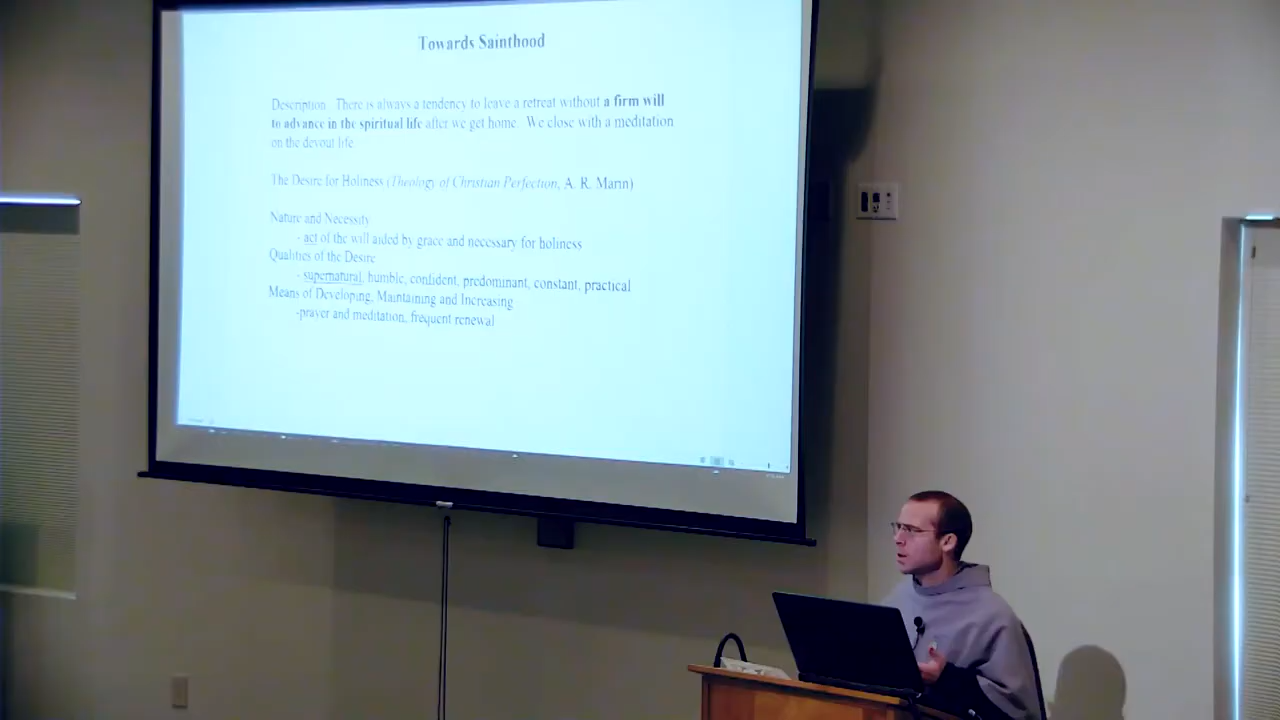 Towards Sainthood
Description. There is always a tendency to leave a retreat without a firm will
to advance in the spiritual life after we get home. We close with a meditation
on the devout life.
The Desire for Holiness (Theology of Christian Perfection, A. R. Marin)
Nature and Necessity
- act of the will aided by grace and necessary for holiness
Qualities of the Desire
- supernatural, humble, confident, predominant, constant, practical
Means of Developing, Maintaining and Increasing
-prayer and meditation, frequent renewal